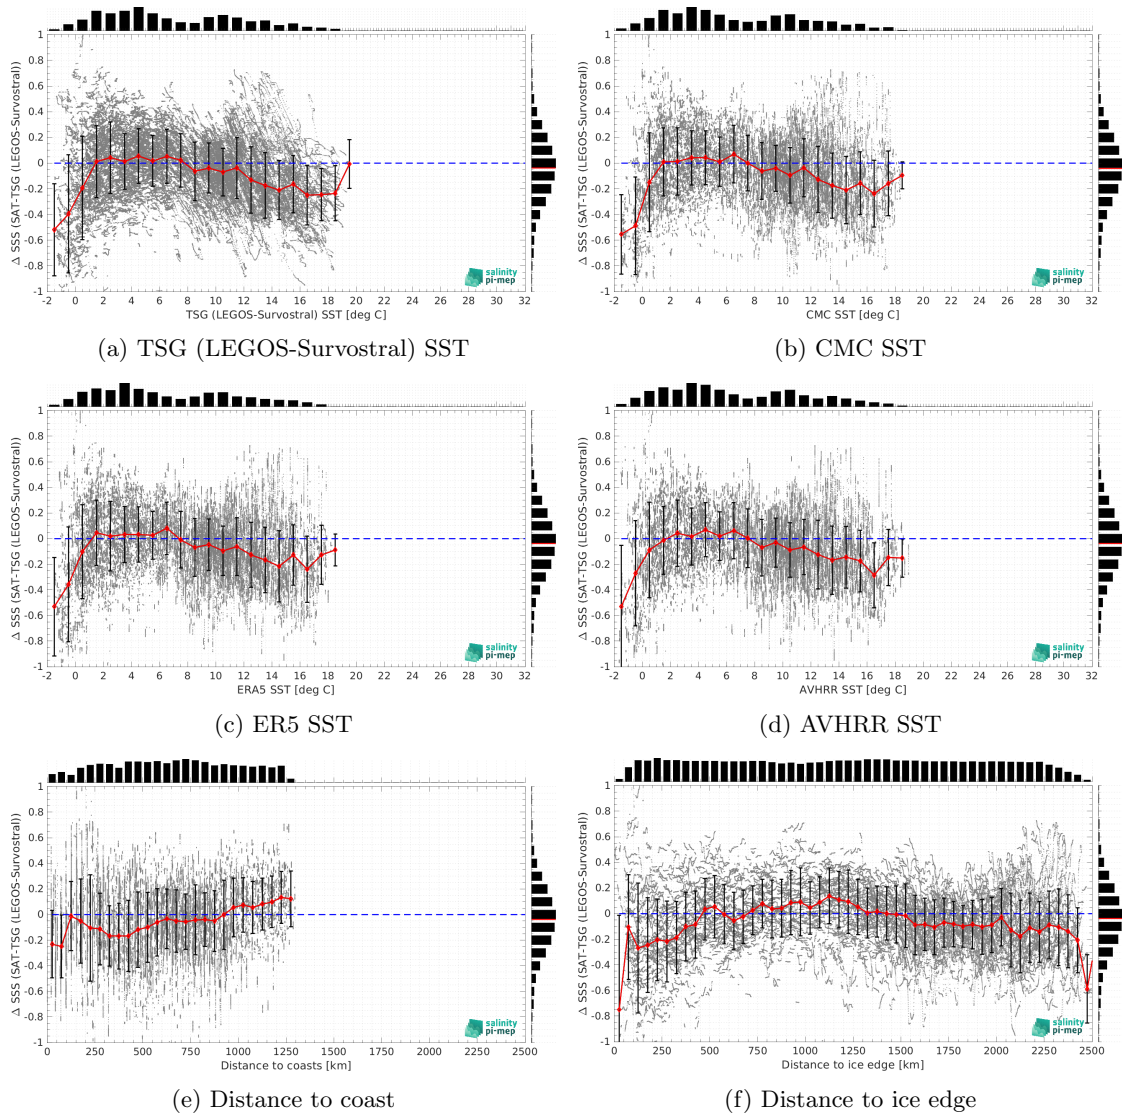 1
0.8
0.6
0.4
0.2
0
-0.2
-0.4
-0.6
-0.8
-1
Δ SSS (SAT-TSG (LEGOS-Survostral))
salinity
pi-mep
-2 0 2 4 6 8 10 12 14 16 18 20 22 24 26 28 30 32
TSG (LEGOS-Survostral) SST [deg C]
(a) TSG (LEGOS-Survostral) SST
1
0.8
0.6
0.4
0.2
0
-0.2
-0.4
-0.6
-0.8
-1
Δ SSS (SAT-TSG (LEGOS-Survostral))
salinity
pi-mep
-2 0 2 4 6 8 10 12 14 16 18 20 22 24 26 28 30 32
CMC SST [deg C]
(b) CMC SST
1
0.8
0.6
0.4
0.2
0
-0.2
-0.4
-0.6
-0.8
-1
Δ SSS (SAT-TSG (LEGOS-Survostral))
salinity
pi-mep
-2 0 2 4 6 8 10 12 14 16 18 20 22 24 26 28 30 32
ERA5 SST [deg C]
(c) ER5 SST
1
0.8
0.6
0.4
0.2
0
-0.2
-0.4
-0.6
-0.8
-1
Δ SSS (SAT-TSG (LEGOS-Survostral))
salinity
pi-mep
-2 0 2 4 6 8 10 12 14 16 18 20 22 24 26 28 30 32
AVHRR SST [deg C]
(d) AVHRR SST
1
0.8
0.6
0.4
0.2
0
-0.2
-0.4
-0.6
-0.8
-1
Δ SSS (SAT-TSG (LEGOS-Survostral))
salinity
pi-mep
0 250 500 750 1000 1250 1500 1750 2000 2250 2500
Distance to coasts [km]
(e) Distance to coast
1
0.8
0.6
0.4
0.2
0
-0.2
-0.4
-0.6
-0.8
-1
Δ SSS (SAT-TSG (LEGOS-Survostral))
salinity
pi-mep
0 250 500 750 1000 1250 1500 1750 2000 2250 2500
Distance to ice edge [km]
(f) Distance to ice edge